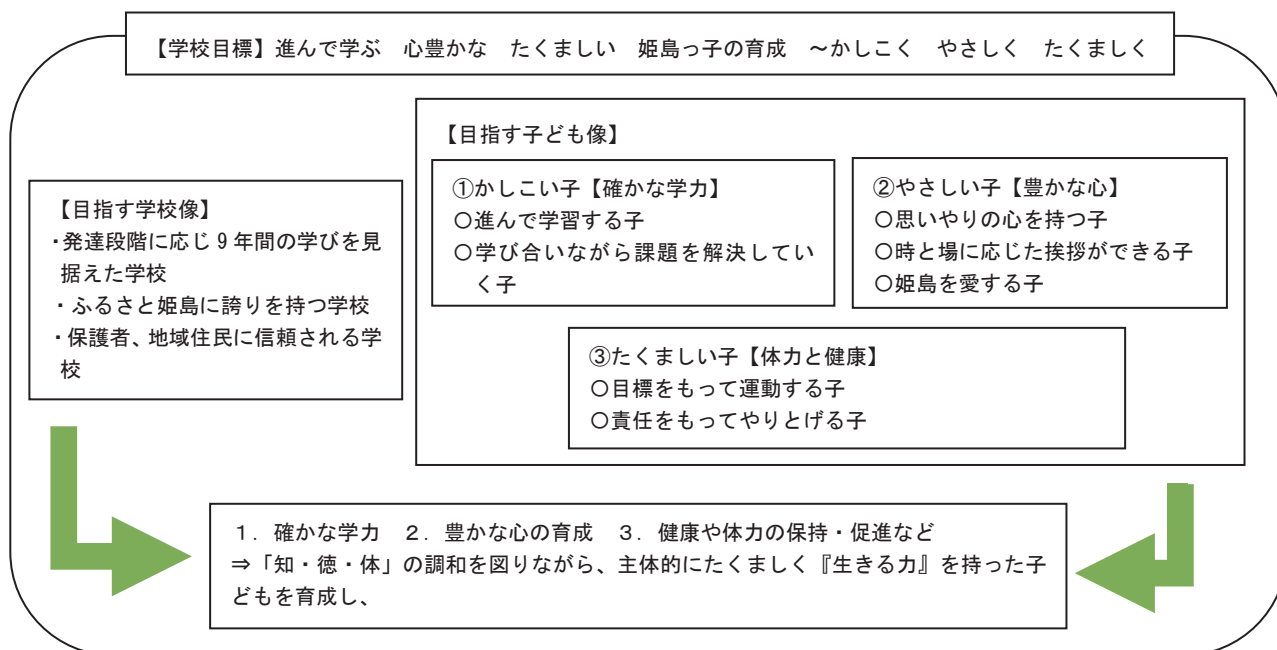 【学校目標】進んで学ぶ　心豊かな　たくましい　姫島っ子の育成　～かしこく　やさしく　たくましく
【目指す学校像】
・発達段階に応じ９年間の学びを見
据えた学校
・ふるさと姫島に誇りを持つ学校
・保護者、地域住民に信頼される学
校
【目指す子ども像】
①かしこい子【確かな学力】
〇進んで学習する子
〇学び合いながら課題を解決してい
く子
②やさしい子【豊かな心】
〇思いやりの心を持つ子
〇時と場に応じた挨拶ができる子
〇姫島を愛する子
③たくましい子【体力と健康】
〇目標をもって運動する子
〇責任をもってやりとげる子
１．確かな学力　２．豊かな心の育成　３．健康や体力の保持・促進など
⇒「知・徳・体」の調和を図りながら、主体的にたくましく『生きる力』を持った子
どもを育成し、